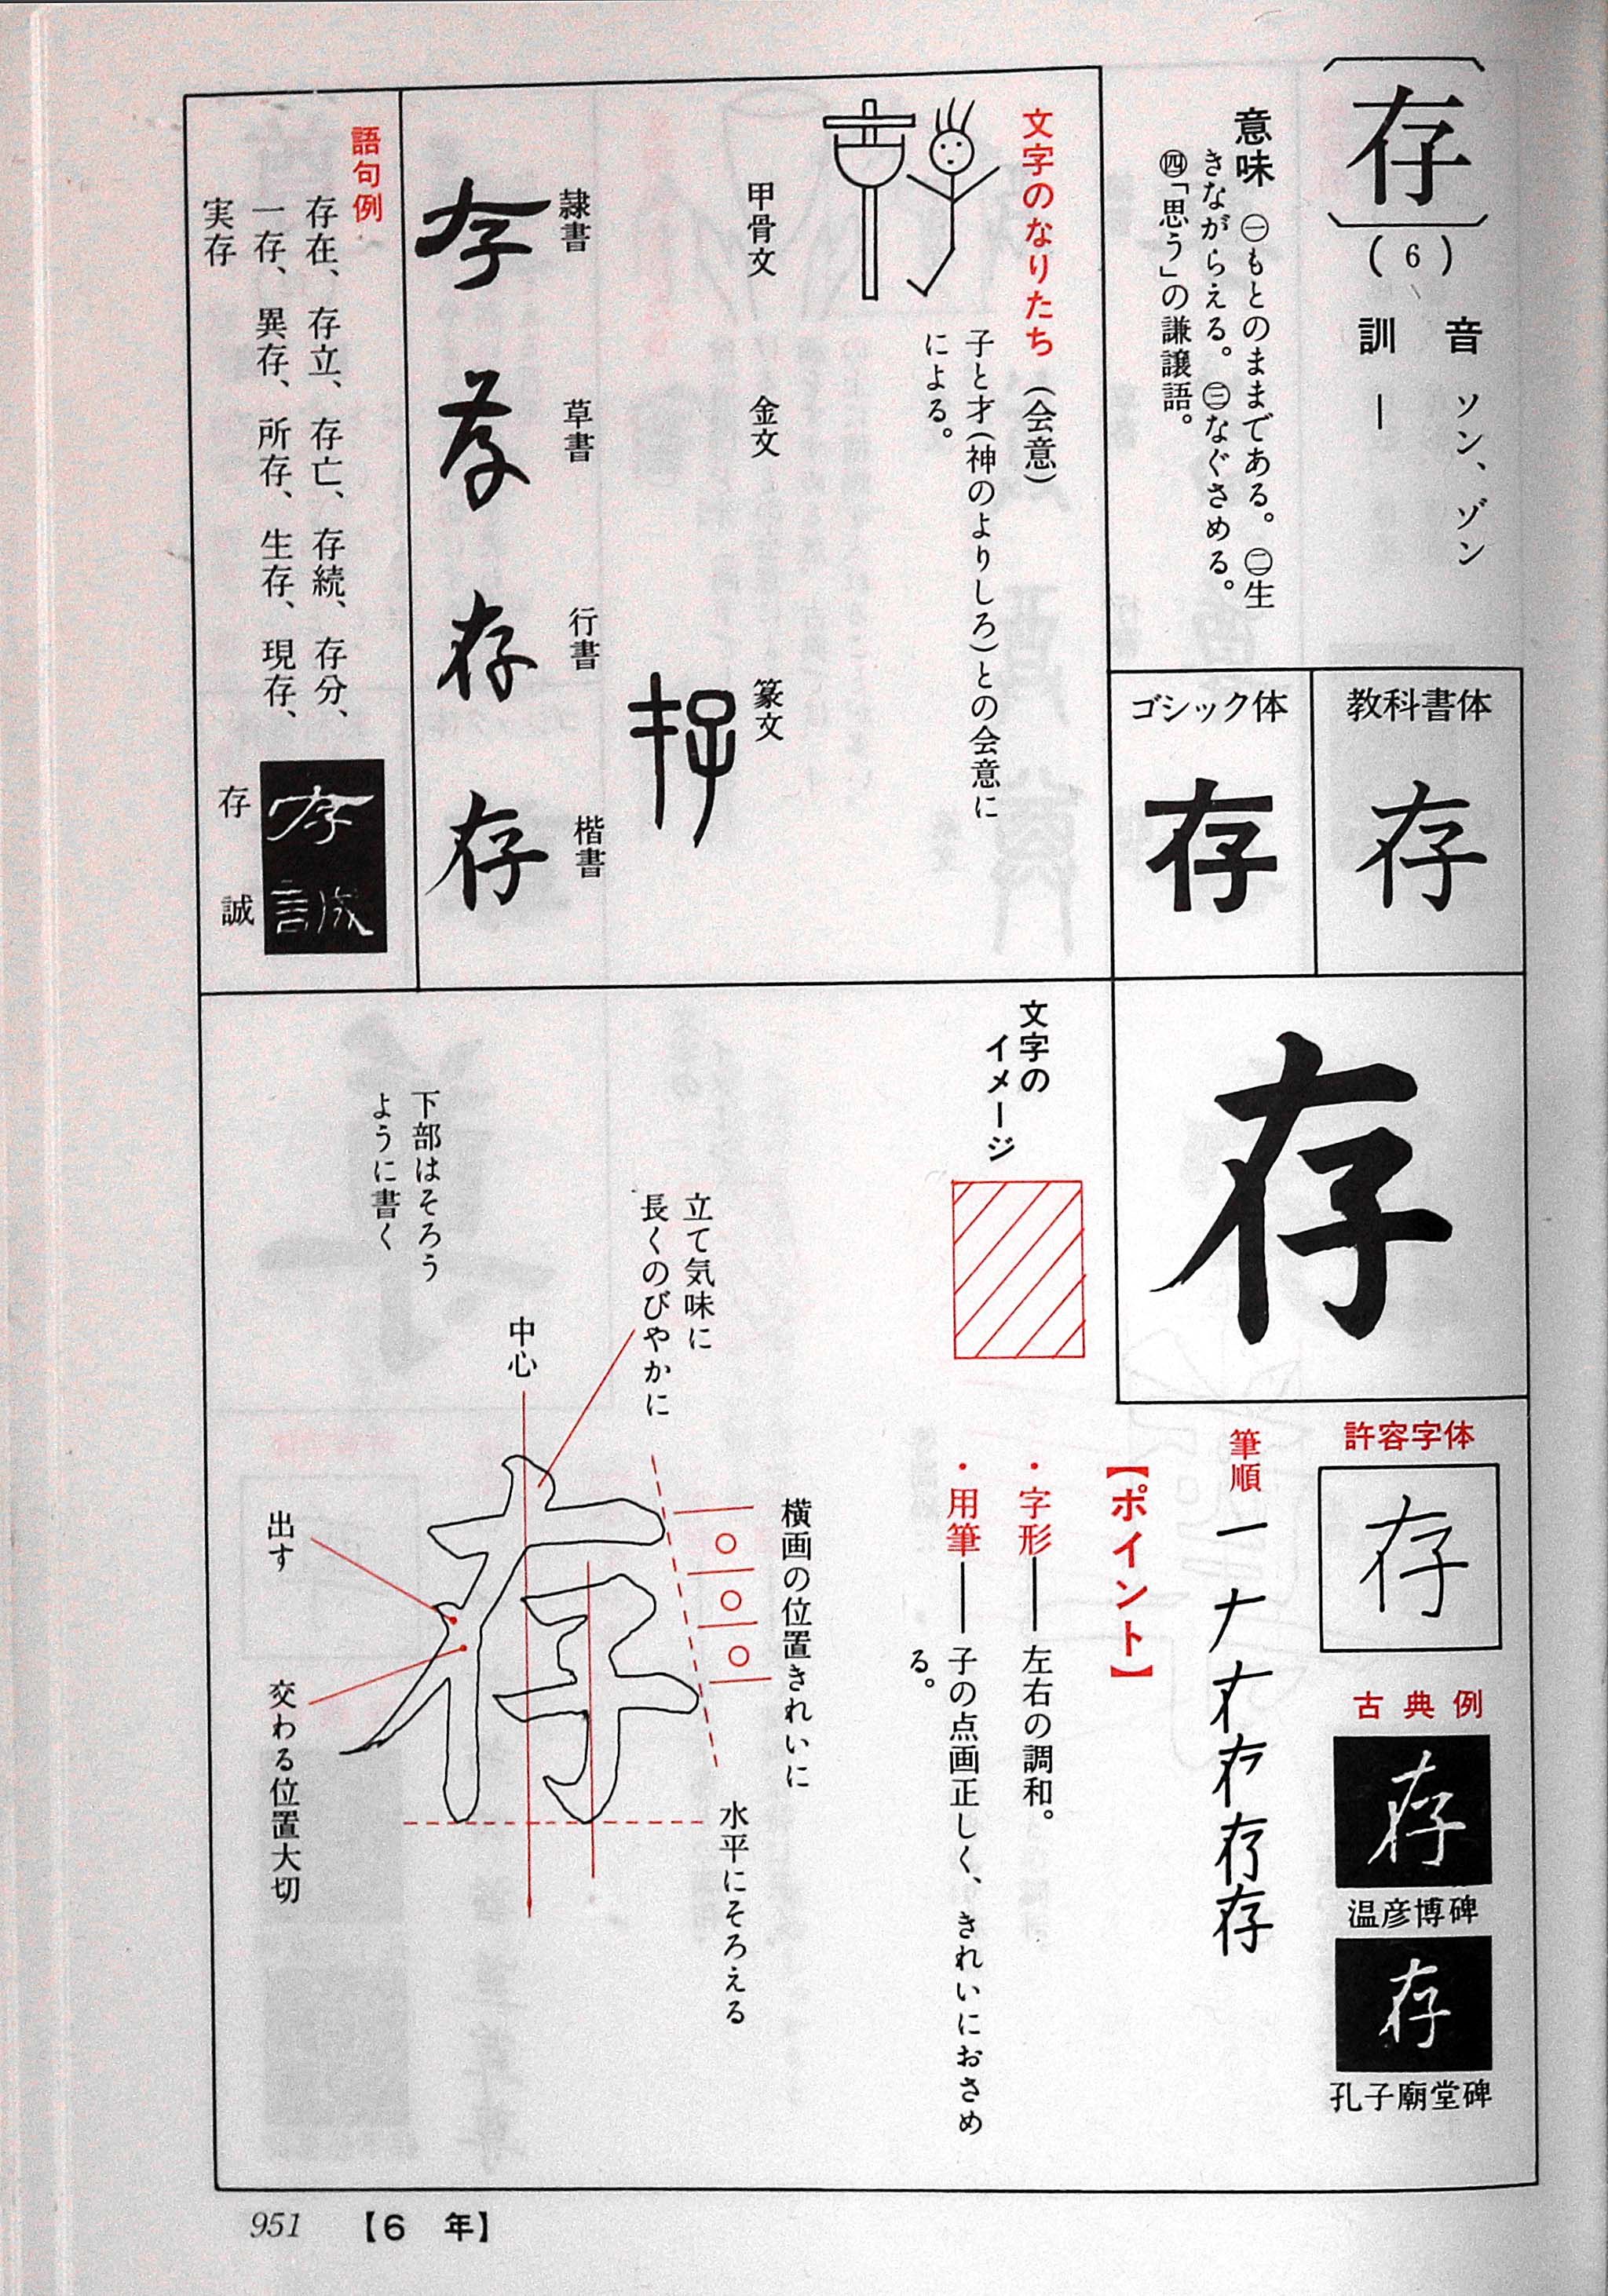 存
(6)
音 ソン、ゾン
訓 ー
意味 ㊀もとのままである。㊁生
きながらえる。㊂なぐさめる。
㊃「思う」の謙譲語。
教科書体
存
ゴシック体
存
文字のなりたち (会意)
子と才(神のよりしろ)との会意に
による。
甲骨文
金文
篆文
存
隷書
存
草書
存
行書
存
楷書
存
語句例
存在、存立、存亡、存続、存分、
一存、異存、所存、生存、現存、
実存
存誠
存 誠
存
許容字体
存
古典例
存
温彦博碑
存
孔子廟堂碑
筆順
一ナ存
【ポイント】
・字形──左右の調和。
・用筆──子の点画正しく、きれいにおさめ
る。
文字の
イメージ
横画の位置きれいに
水平にそろえる
立て気味に
長くのびやかに
中心
存
下部はそろう
ように書く
出す
交わる位置大切
951 【6 年】